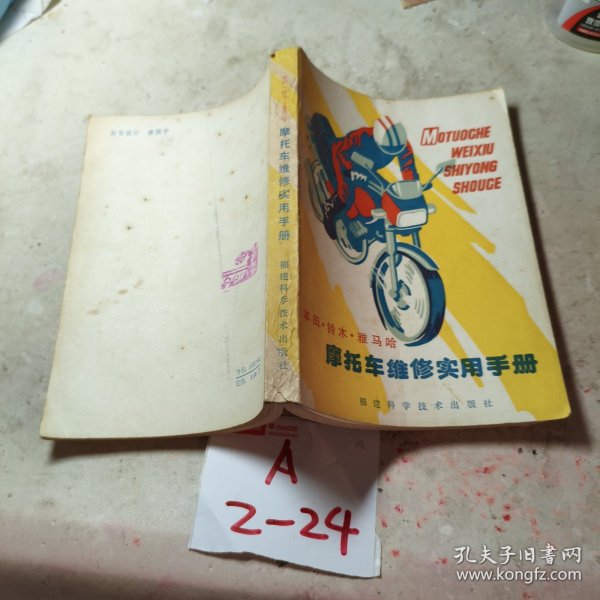 MOTUOCHE
WEIXIU
SHIYONG
SHOUCE
本田·铃木·雅马哈
摩托车维修实用手册
福建科学技术出版社
摩托车维修实用手册
福建科学技术出版社
A
2-24
孔夫子旧书网
www.kongfz.com